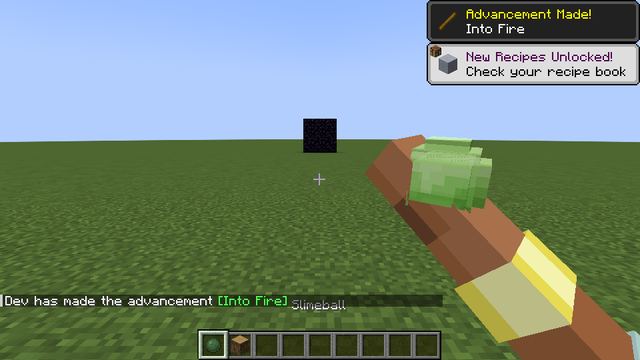 Advancement Made!
Into Fire
New Recipes Unlocked!
Check your recipe book
Dev has made the advancement [Into Fire]
Slimeball